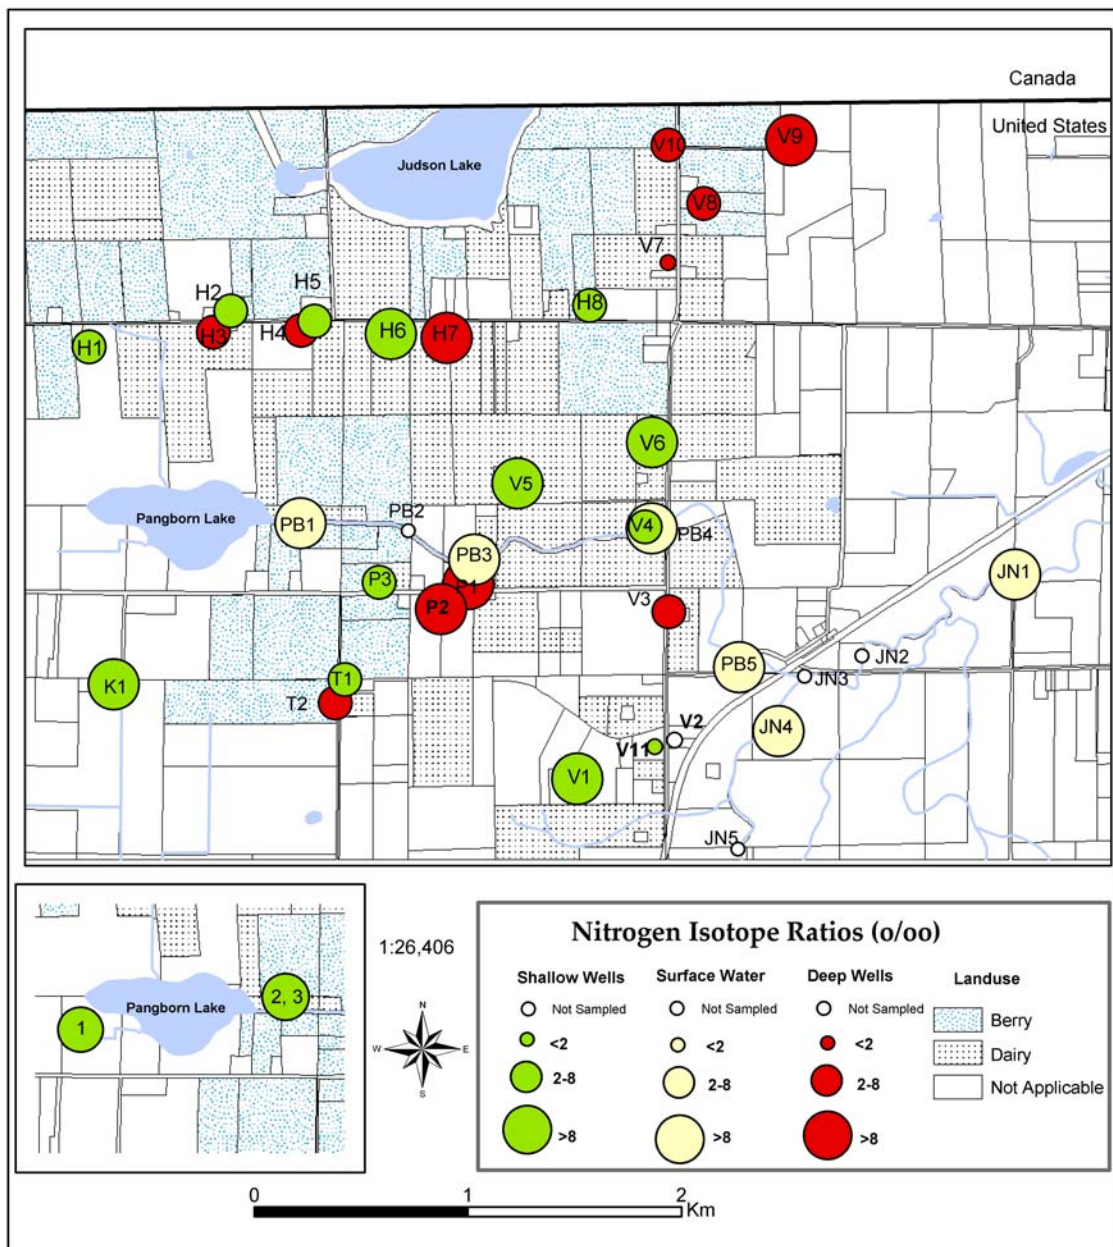 Canada
United States
Judson Lake
V10
V9
V8
V7
H2
H5
H8
H3
H4
H6
H7
H1
V6
V5
Pangborn Lake
PB1
PB2
V4
PB4
PB3
P3
P1
P2
V3
JN1
JN2
PB5
JN3
K1
T1
T2
JN4
V2
V11
V1
JN5
1:26,406
Pangborn Lake
1
2, 3
N
W
E
S
Nitrogen Isotope Ratios (o/oo)
Shallow Wells
Surface Water
Deep Wells
Landuse
Not Sampled
Not Sampled
Not Sampled
Berry
<2
<2
<2
Dairy
2-8
2-8
2-8
Not Applicable
>8
>8
>8
0
1
2
Km